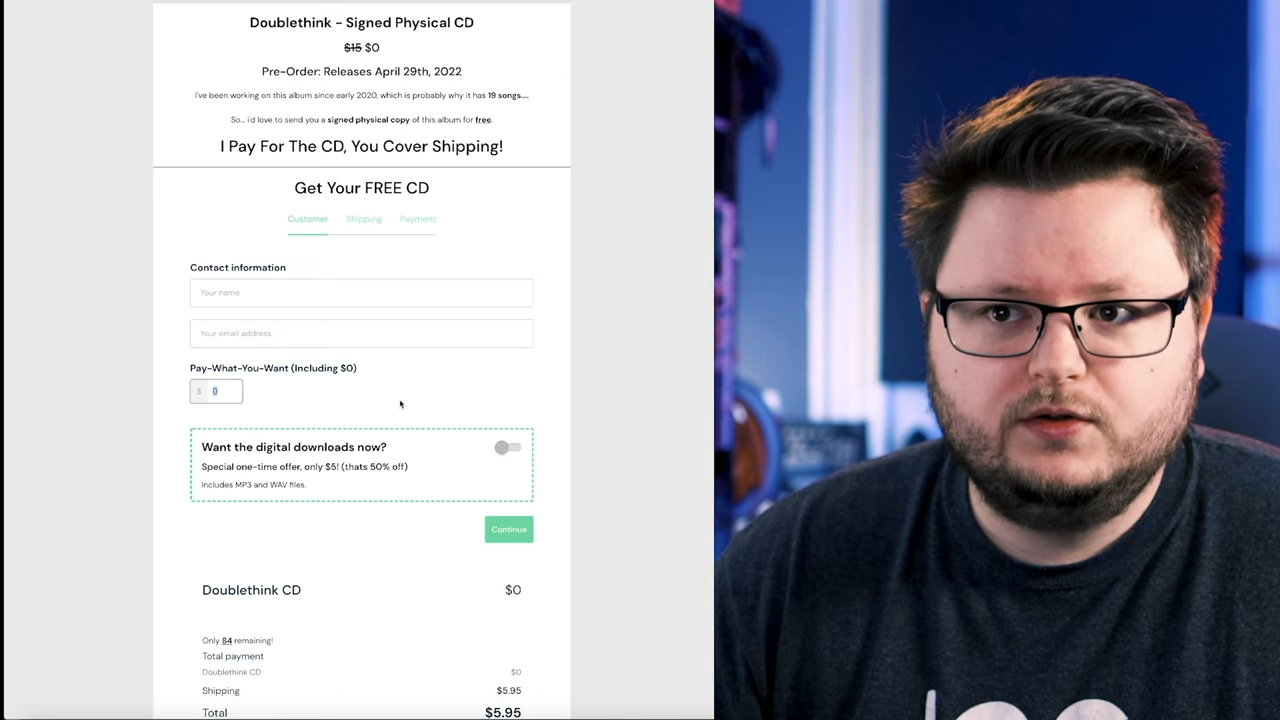 Doublethink - Signed Physical CD
$15 $0
Pre-Order: Releases April 29th, 2022
I've been working on this album since early 2020, which is probably why it has 19 songs....
So... i'd love to send you a signed physical copy of this album for free.
I Pay For The CD, You Cover Shipping!
Get Your FREE CD
Customer Shipping Payment
Contact information
Your name
Your email address
Pay-What-You-Want (Including $0)
$ 0
Want the digital downloads now?
Special one-time offer, only $5! (thats 50% off)
Includes MP3 and WAV files.
Continue
Doublethink CD $0
Only 84 remaining!
Total payment
Doublethink CD $0
Shipping $5.95
Total $5.95